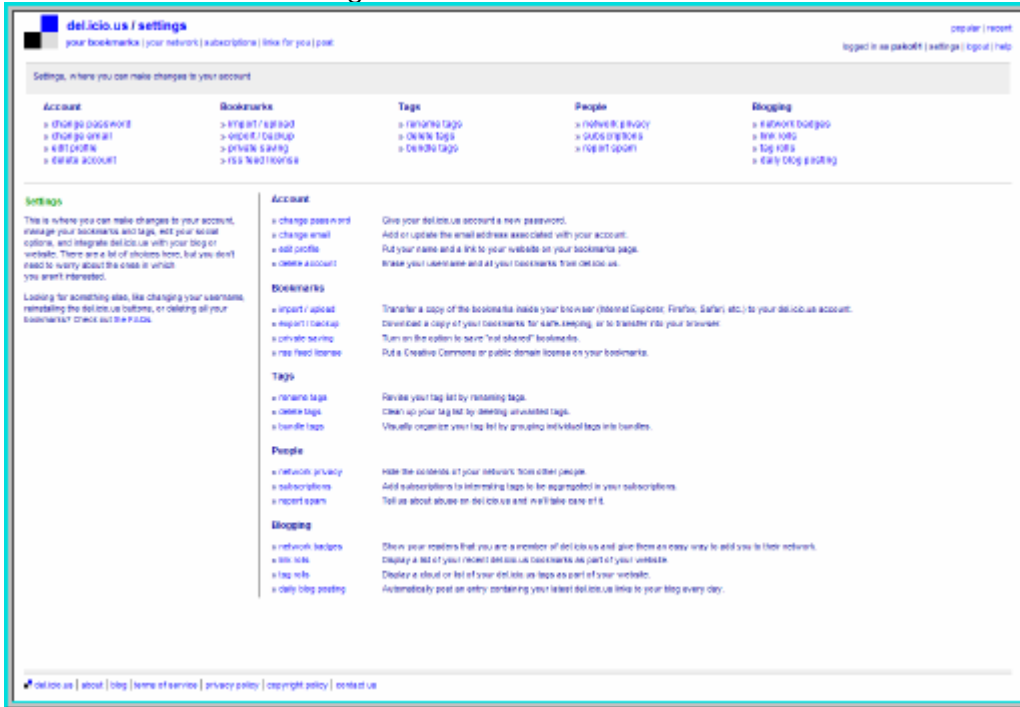 del.icio.us / settings
your bookmarks | your network | subscriptions | links for you | post
popular | recent
logged in as | settings | logout | help
Settings, where you can make changes to your account
Account
» change password
» change email
» edit profile
» delete account
Bookmarks
» import / upload
» export / backup
» private saving
» rss feed license
Tags
» rename tags
» delete tags
» bundle tags
People
» network privacy
» subscriptions
» report spam
Blogging
» network badges
» link rolls
» tag rolls
» daily blog posting
Settings
This is where you can make changes to your account,
manage your bookmarks and tags, edit your social
options, and integrate del.icio.us with your blog or
website. There are a lot of choices here, but you don't
need to worry about the ones in which
you aren't interested.
Looking for something else, like changing your username,
reinstalling the del.icio.us buttons, or deleting all your
bookmarks? Check out the FAQs.
Account
» change password Give your del.icio.us account a new password.
» change email Add or update the email address associated with your account.
» edit profile Put your name and a link to your website on your bookmarks page.
» delete account Erase your username and all your bookmarks from del.icio.us.
Bookmarks
» import / upload Transfer a copy of the bookmarks inside your browser (Internet Explorer, Firefox, Safari, etc.) to your del.icio.us account.
» export / backup Download a copy of your bookmarks for safe-keeping, or to transfer into your browser.
» private saving Turn on the option to save "not shared" bookmarks.
» rss feed license Put a Creative Commons or public domain license on your bookmarks.
Tags
» rename tags Revise your tag list by renaming tags.
» delete tags Clean up your tag list by deleting unwanted tags.
» bundle tags Visually organize your tag list by grouping individual tags into bundles.
People
» network privacy Hide the contents of your network from other people.
» subscriptions Add subscriptions to interesting tags to be aggregated in your subscriptions.
» report spam Tell us about abuse on del.icio.us and we'll take care of it.
Blogging
» network badges Show your readers that you are a member of del.icio.us and give them an easy way to add you to their network.
» link rolls Display a list of your recent del.icio.us bookmarks as part of your website.
» tag rolls Display a cloud or list of your del.icio.us tags as part of your website.
» daily blog posting Automatically post an entry containing your latest del.icio.us links to your blog every day.
del.icio.us | about | blog | terms of service | privacy policy | copyright policy | contact us